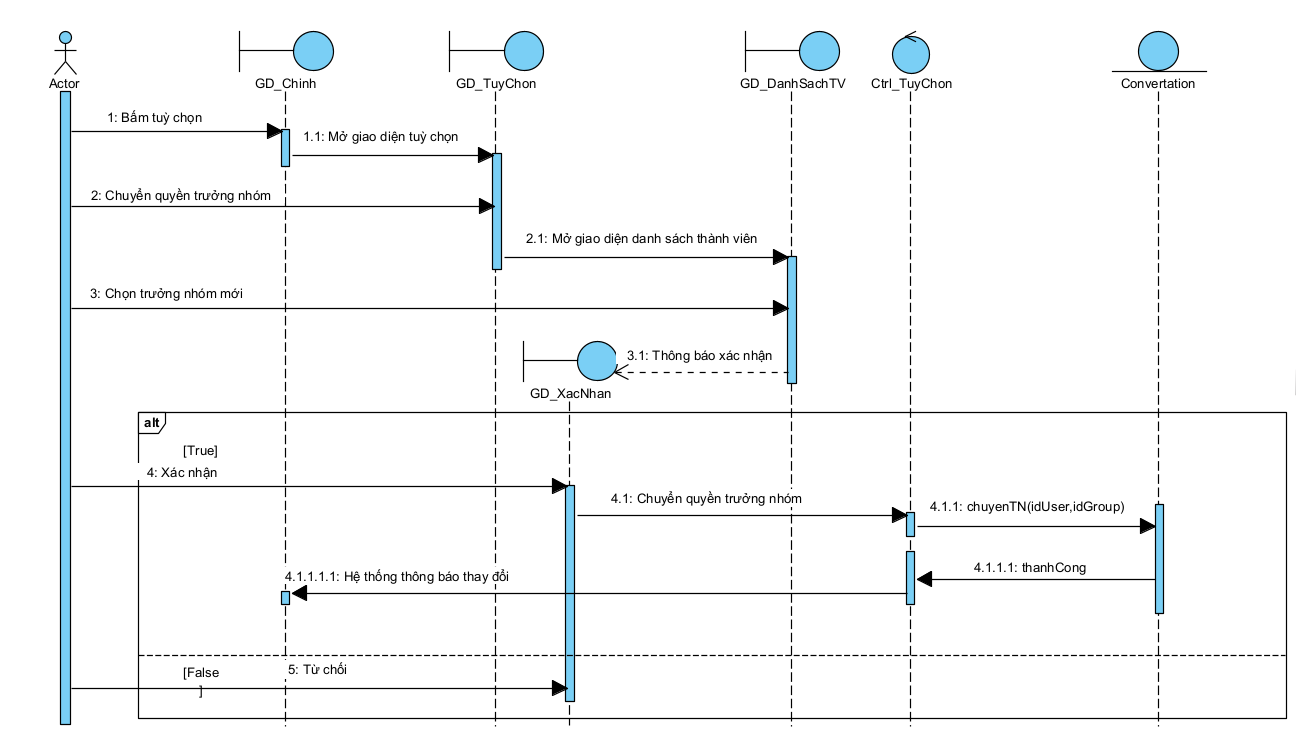 Actor
GD_Chinh
GD_TuyChon
GD_DanhSachTV
Ctrl_TuyChon
Convertation
1: Bấm tuỳ chọn
1.1: Mở giao diện tuỳ chọn
2: Chuyển quyền trưởng nhóm
2.1: Mở giao diện danh sách thành viên
3: Chọn trưởng nhóm mới
3.1: Thông báo xác nhận
GD_XacNhan
alt
[True]
4: Xác nhận
4.1: Chuyển quyền trưởng nhóm
4.1.1: chuyenTN(idUser,idGroup)
4.1.1.1: thanhCong
4.1.1.1.1: Hệ thống thông báo thay đổi
[False
]
5: Từ chối